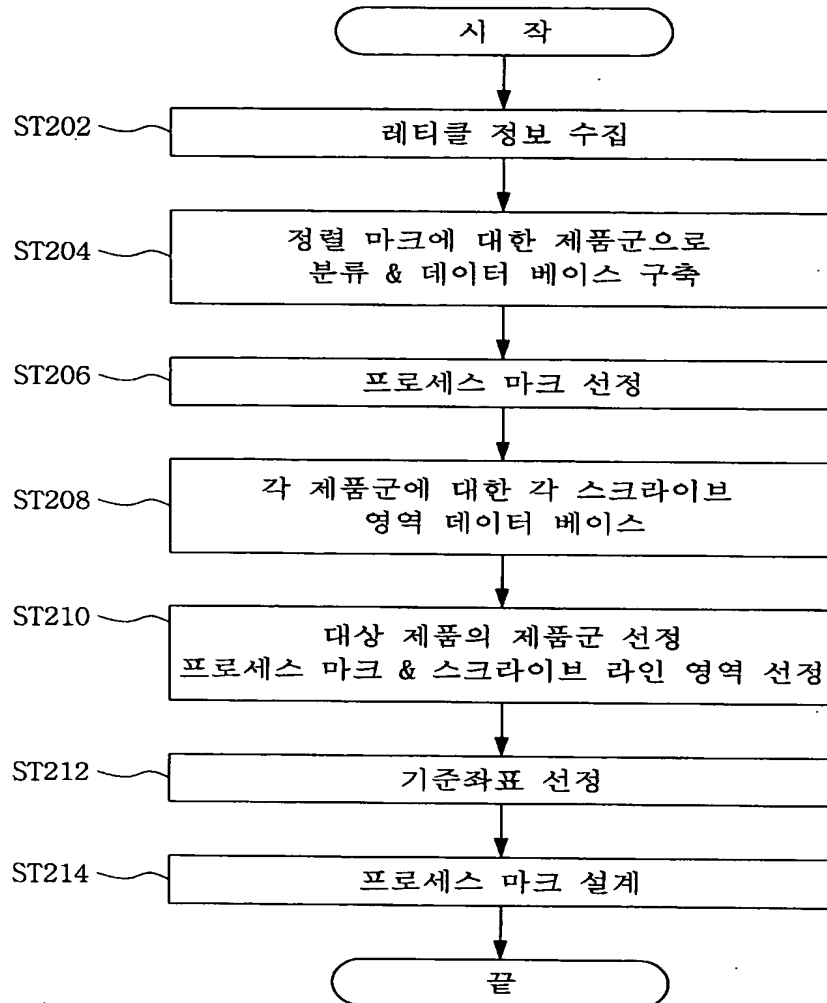 시 작
ST202
레티클 정보 수집
ST204
정렬 마크에 대한 제품군으로
분류 & 데이터 베이스 구축
ST206
프로세스 마크 선정
ST208
각 제품군에 대한 각 스크라이브
영역 데이터 베이스
ST210
대상 제품의 제품군 선정
프로세스 마크 & 스크라이브 라인 영역 선정
ST212
기준좌표 선정
ST214
프로세스 마크 설계
끝